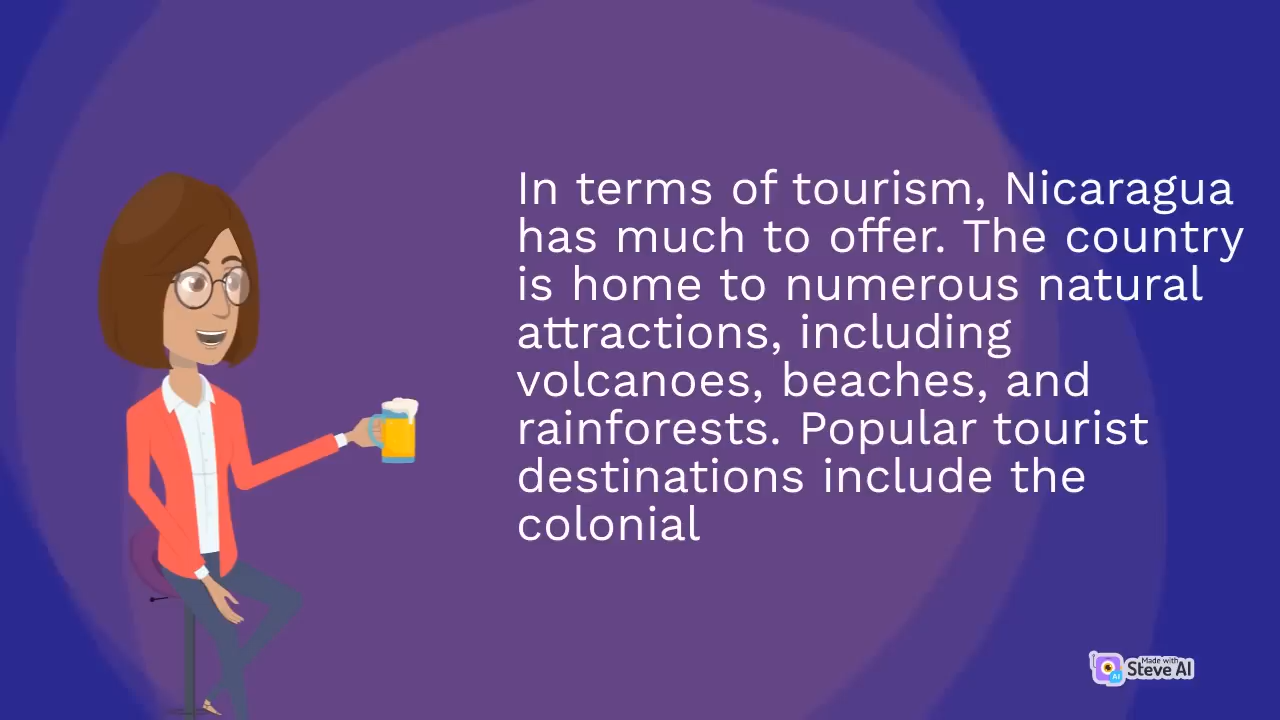 In terms of tourism, Nicaragua
has much to offer. The country
is home to numerous natural
attractions, including
volcanoes, beaches, and
rainforests. Popular tourist
destinations include the
colonial
Made with
Steve AI
AI